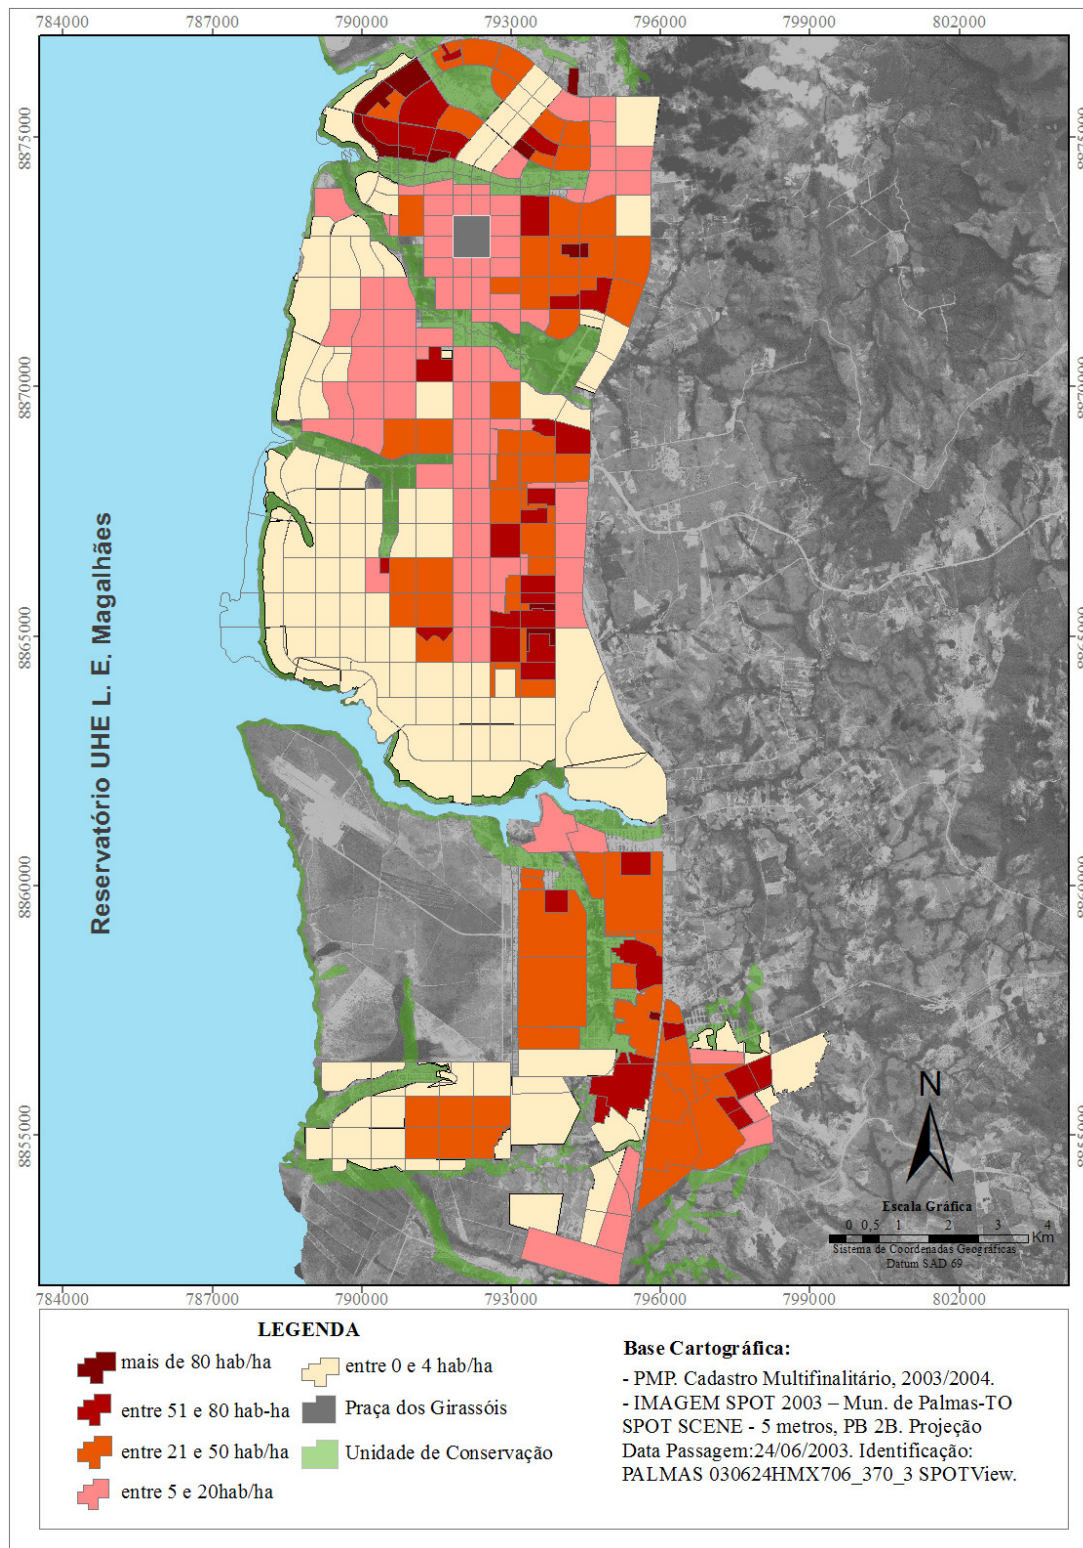 784000 787000 790000 793000 796000 799000 802000
8875000
8875000
8870000
8870000
8865000
8865000
8860000
8860000
8855000
8855000
Reservatório UHE L. E. Magalhães
N
Escala Gráfica
0 0,5 1 2 3 4
Km
Sistema de Coordenadas Geográficas
Datum SAD 69
784000 787000 790000 793000 796000 799000 802000
LEGENDA
mais de 80 hab/ha
entre 51 e 80 hab-ha
entre 21 e 50 hab/ha
entre 5 e 20hab/ha
entre 0 e 4 hab/ha
Praça dos Girassóis
Unidade de Conservação
Base Cartográfica:
- PMP. Cadastro Multifinalitário, 2003/2004.
- IMAGEM SPOT 2003 – Mun. de Palmas-TO
SPOT SCENE - 5 metros, PB 2B. Projeção
Data Passagem:24/06/2003. Identificação:
PALMAS 030624HMX706_370_3 SPOTView.